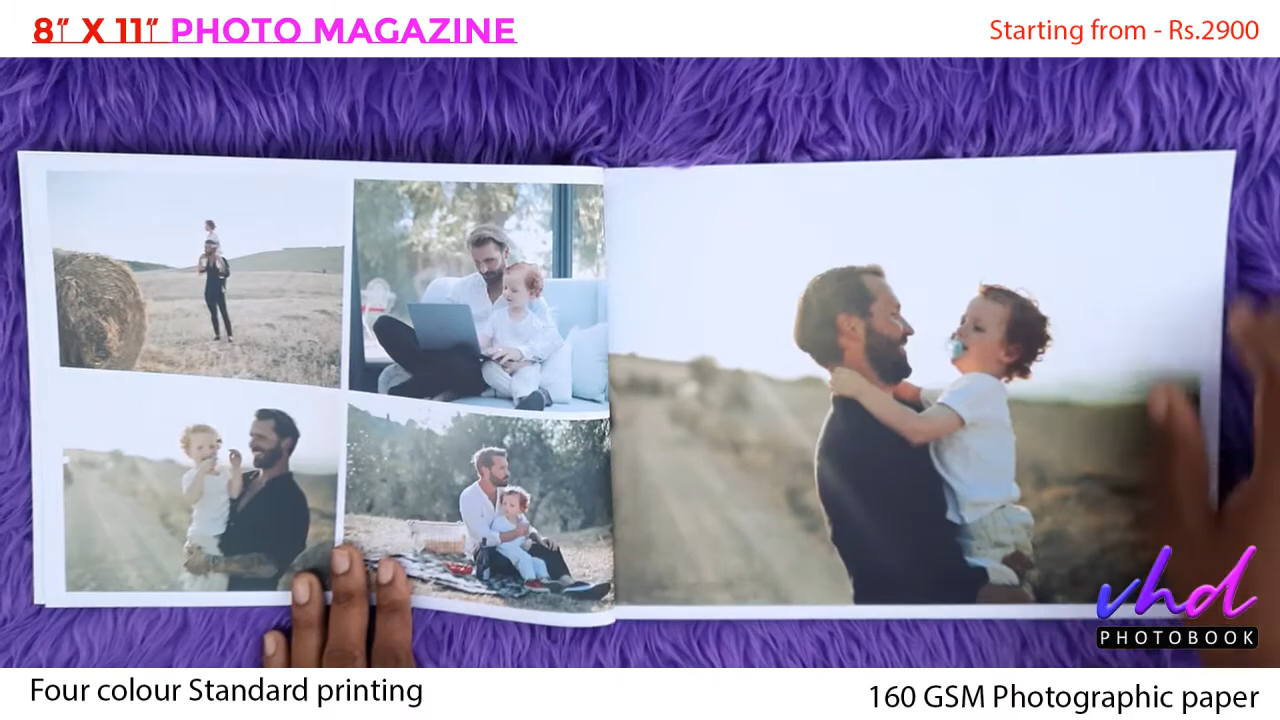 8" X 11" PHOTO MAGAZINE
Starting from - Rs.2900
vhd
PHOTOBOOK
Four colour Standard printing
160 GSM Photographic paper